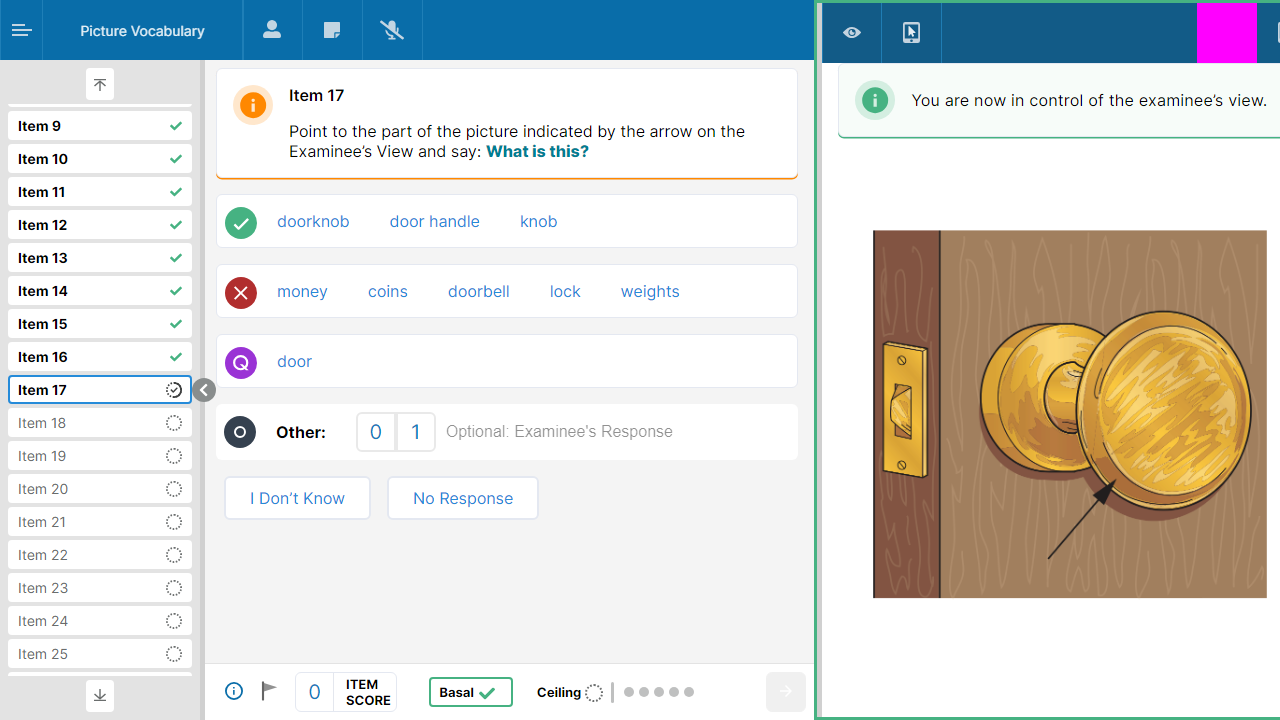 Picture Vocabulary
Item 9
Item 10
Item 11
Item 12
Item 13
Item 14
Item 15
Item 16
Item 17
Item 18
Item 19
Item 20
Item 21
Item 22
Item 23
Item 24
Item 25
Item 17
Point to the part of the picture indicated by the arrow on the
Examinee's View and say: What is this?
doorknob door handle knob
money coins doorbell lock weights
Q door
Other: 0 1 Optional: Examinee's Response
I Don't Know No Response
0 ITEM
SCORE
Basal Ceiling
You are now in control of the examinee's view.